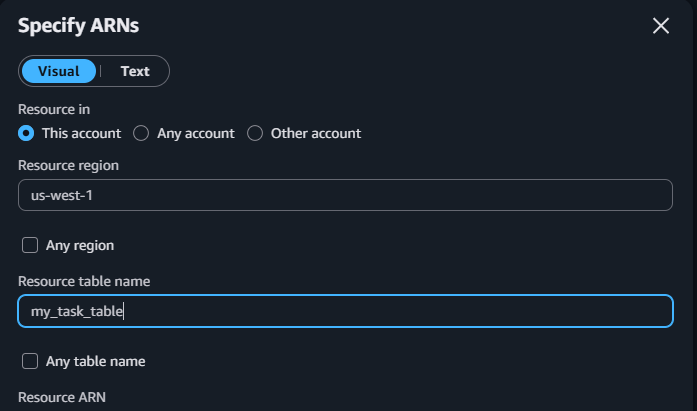 Specify ARNs
Visual Text
Resource in
This account Any account Other account
Resource region
us-west-1
Any region
Resource table name
my_task_table
Any table name
Resource ARN